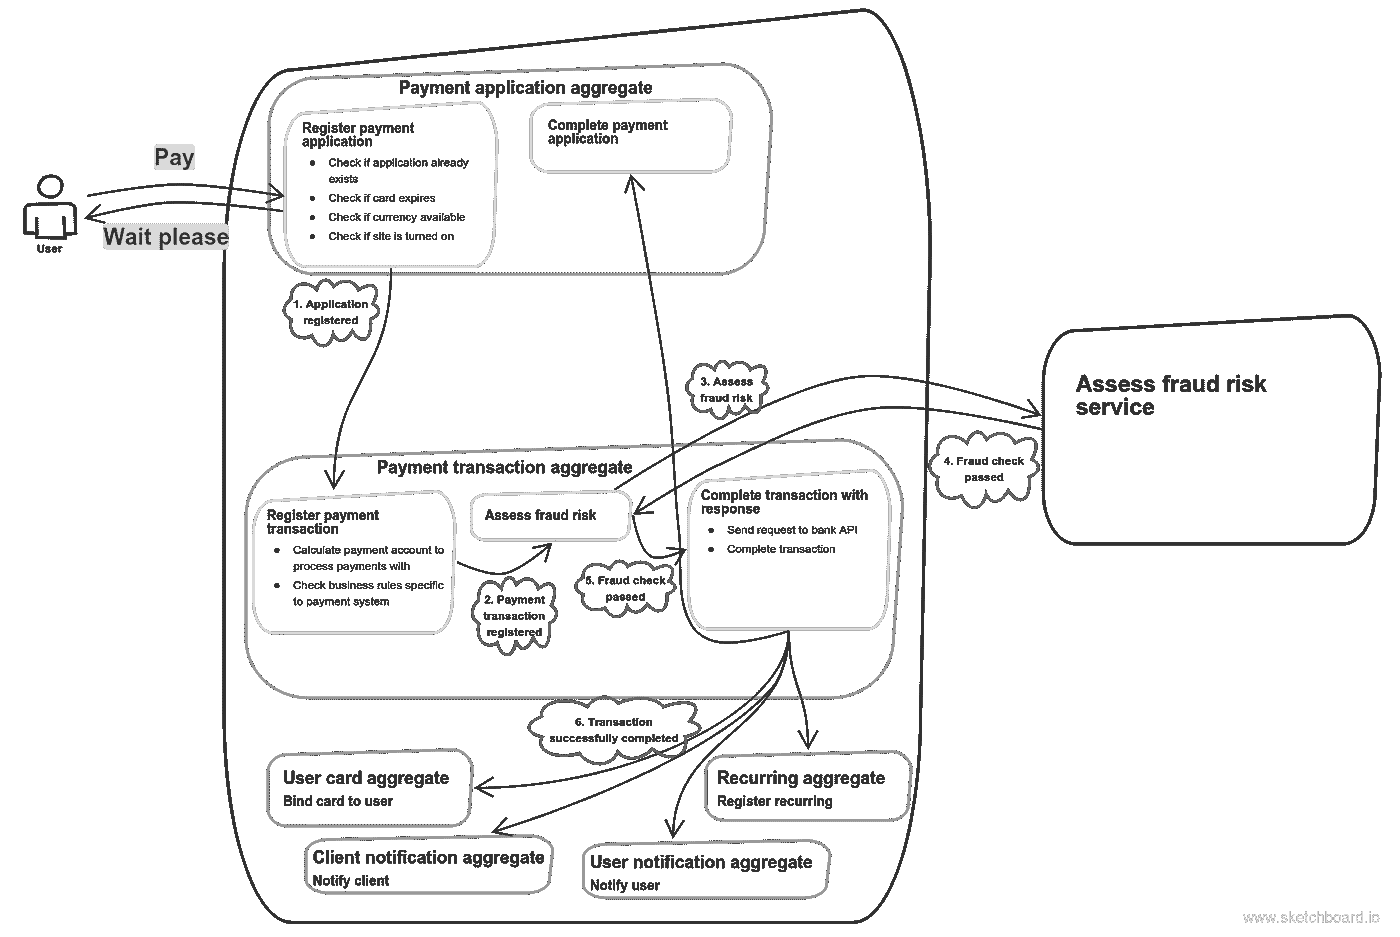 Payment application aggregate
Register payment
application
Check if application already
exists
Check if card expires
Check if currency available
Check if site is turned on
Complete payment
application
Pay
Wait please
User
1. Application
registered
3. Assess
fraud risk
Assess fraud risk
service
4. Fraud check
passed
Payment transaction aggregate
Register payment
transaction
Calculate payment account to
process payments with
Check business rules specific
to payment system
Assess fraud risk
Complete transaction with
response
Send request to bank API
Complete transaction
2. Payment
transaction
registered
5. Fraud check
passed
6. Transaction
successfully completed
User card aggregate
Bind card to user
Recurring aggregate
Register recurring
Client notification aggregate
Notify client
User notification aggregate
Notify user
www.sketchboard.io